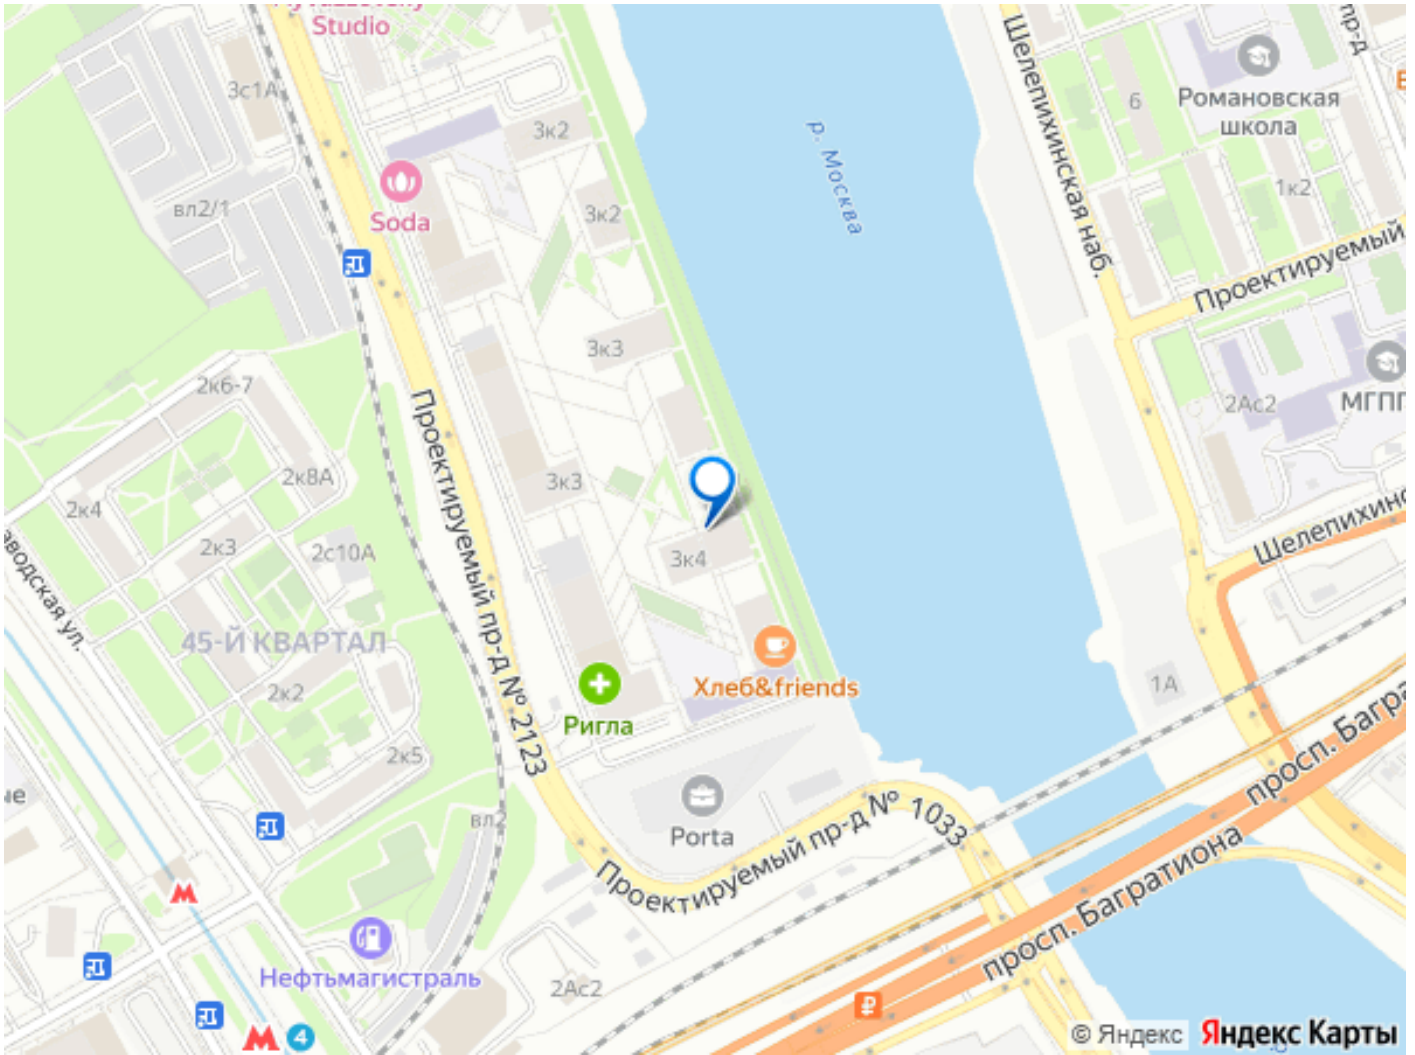 Studio
3с1А
3к2
вл2/1
Soda
3к2
р. Москва
Шелепихинская наб.
6
Романовская
школа
пр-д
1к2
Проектируемый
3к3
2к6-7
2Ас2
Проектируемый пр-д № 2123
2к8А
3к3
2к4
2к3
2с10А
3к4
45-Й КВАРТАЛ
2к2
Хлеб&friends
1А
Ригла
2к5
просп. Багра
вл2
Porta
Проектируемый пр-д № 1033
просп. Багратиона
М
Нефтьмагистраль
2Ас2
₽
М 4
© Яндекс Яндекс Карты